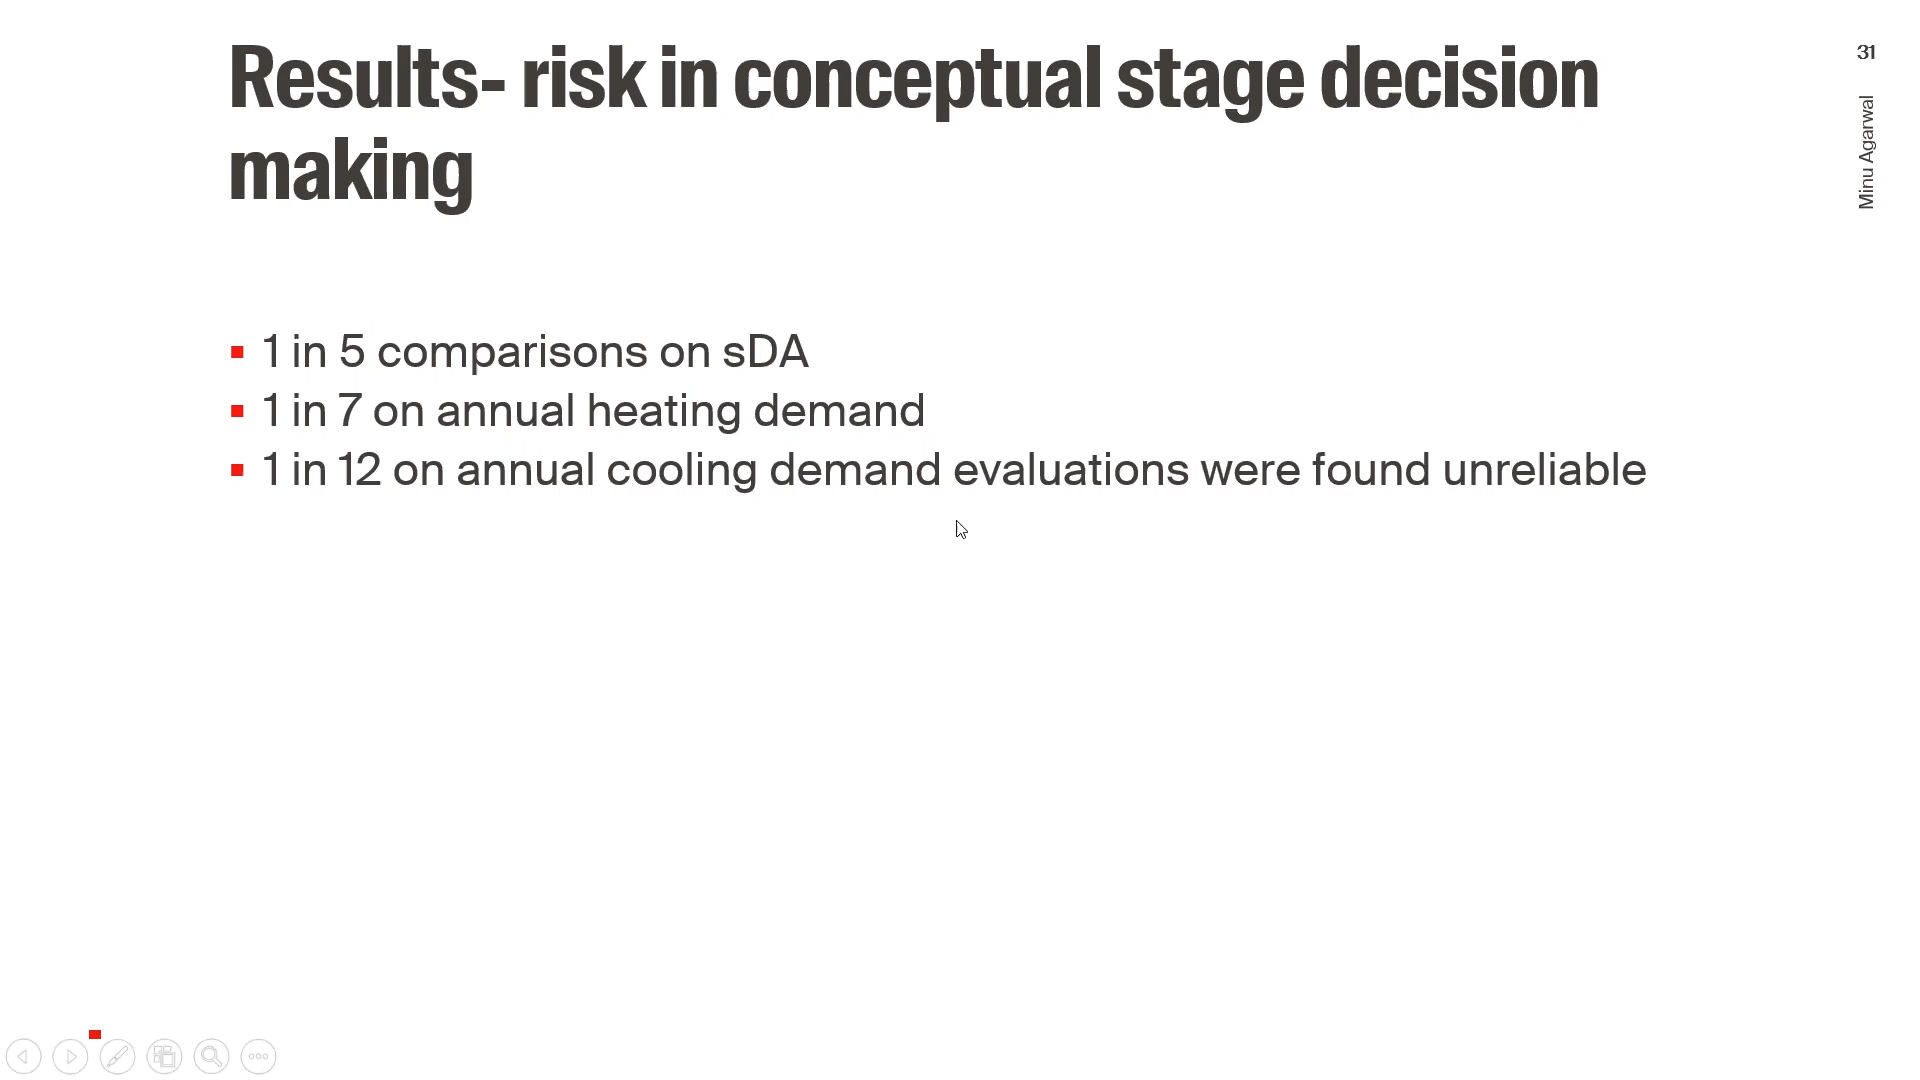 Results- risk in conceptual stage decision
making
31
Minu Agarwal
1 in 5 comparisons on sDA
1 in 7 on annual heating demand
1 in 12 on annual cooling demand evaluations were found unreliable